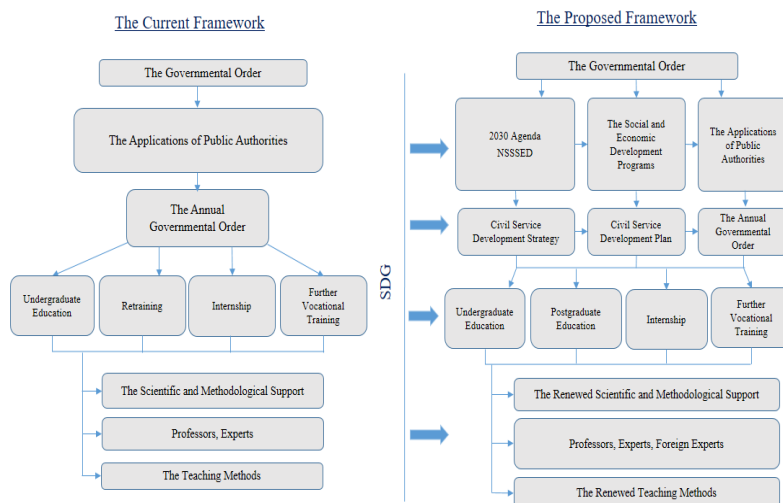 The Current Framework
The Governmental Order
The Applications of Public Authorities
The Annual
Governmental Order
Undergraduate
Education
Retraining
Internship
Further
Vocational
Training
The Scientific and Methodological Support
Professors, Experts
The Teaching Methods
SDG
The Proposed Framework
The Governmental Order
2030 Agenda
NSSSED
The Social and
Economic
Development
Programs
The Applications
of Public
Authorities
Civil Service
Development Strategy
Civil Service
Development Plan
The Annual
Governmental
Order
Undergraduate
Education
Postgraduate
Education
Internship
Further
Vocational
Training
The Renewed Scientific and Methodological Support
Professors, Experts, Foreign Experts
The Renewed Teaching Methods